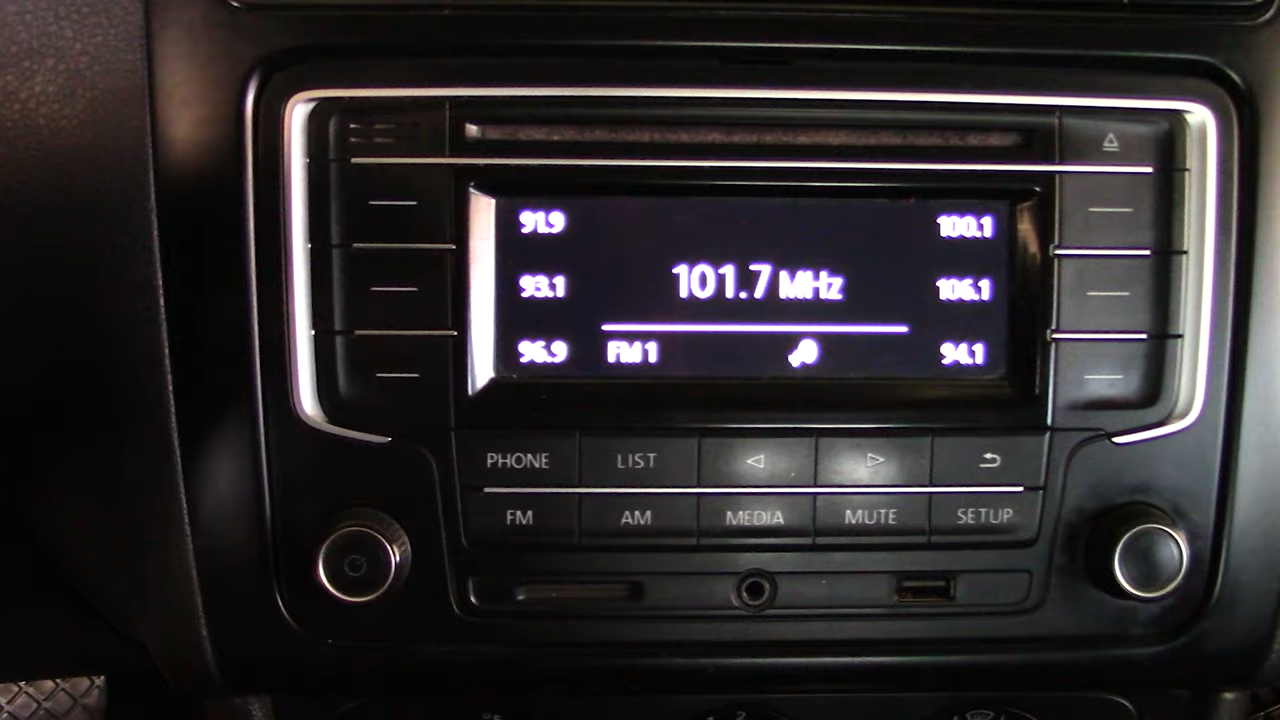 91.9 100.1
101.7 MHz
93.1 106.1
96.9 FM 1 94.1
PHONE LIST
FM AM MEDIA MUTE SETUP
2